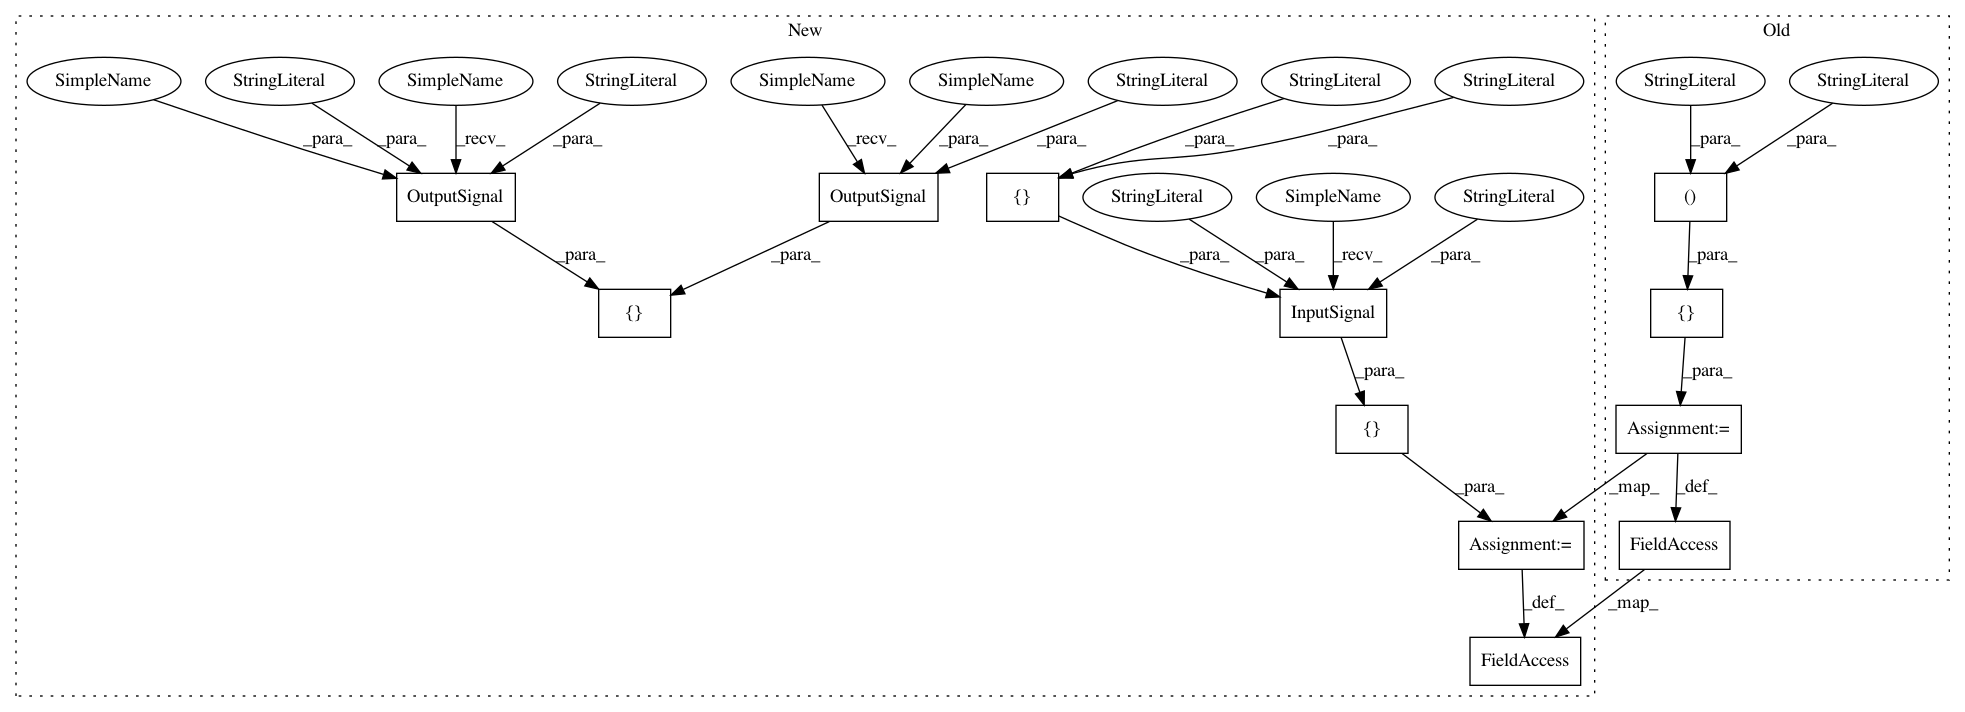 New
Old
SimpleName
StringLiteral
SimpleName
StringLiteral
SimpleName
SimpleName
StringLiteral
StringLiteral
StringLiteral
StringLiteral
StringLiteral
_para_
_para_
_recv_
_para_
_recv_
_para_
_para_
_para_
_para_
_para_
_para_
OutputSignal
OutputSignal
{}
StringLiteral
SimpleName
StringLiteral
()
_para_
_para_
_para_
_para_
_recv_
_para_
_para_
{}
InputSignal
{}
_para_
_para_
{}
Assignment:=
_para_
_map_
_def_
Assignment:=
FieldAccess
_def_
_map_
FieldAccess